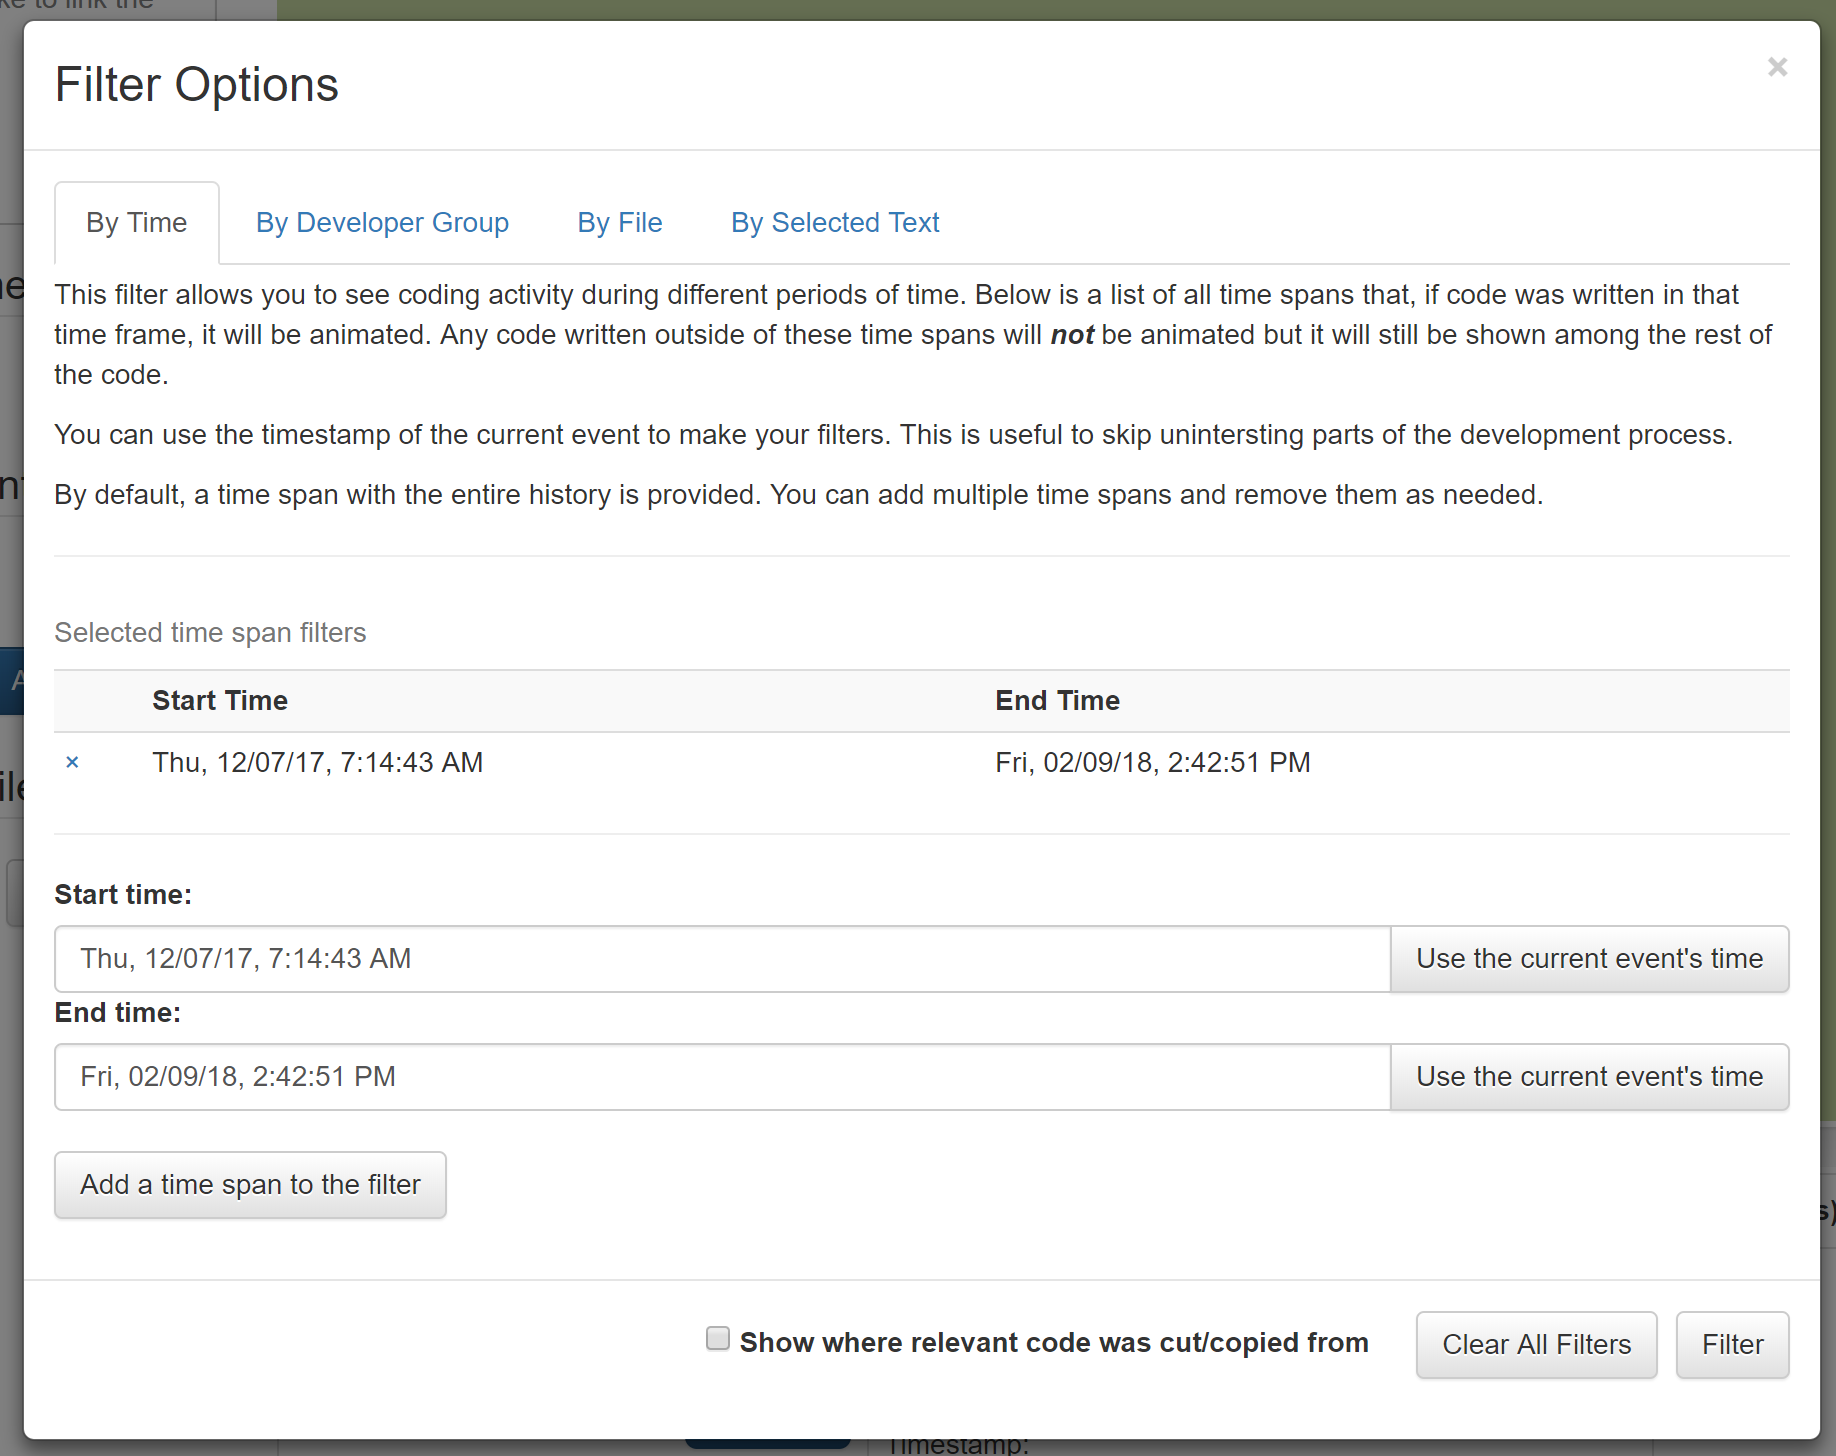 ke to link the
Filter Options
×
By Time
By Developer Group
By File
By Selected Text
This filter allows you to see coding activity during different periods of time. Below is a list of all time spans that, if code was written in that
time frame, it will be animated. Any code written outside of these time spans will not be animated but it will still be shown among the rest of
the code.
You can use the timestamp of the current event to make your filters. This is useful to skip unintersting parts of the development process.
By default, a time span with the entire history is provided. You can add multiple time spans and remove them as needed.
Selected time span filters
Start Time End Time
× Thu, 12/07/17, 7:14:43 AM Fri, 02/09/18, 2:42:51 PM
Start time:
Thu, 12/07/17, 7:14:43 AM Use the current event's time
End time:
Fri, 02/09/18, 2:42:51 PM Use the current event's time
Add a time span to the filter
Show where relevant code was cut/copied from
Clear All Filters
Filter
Timestamp: